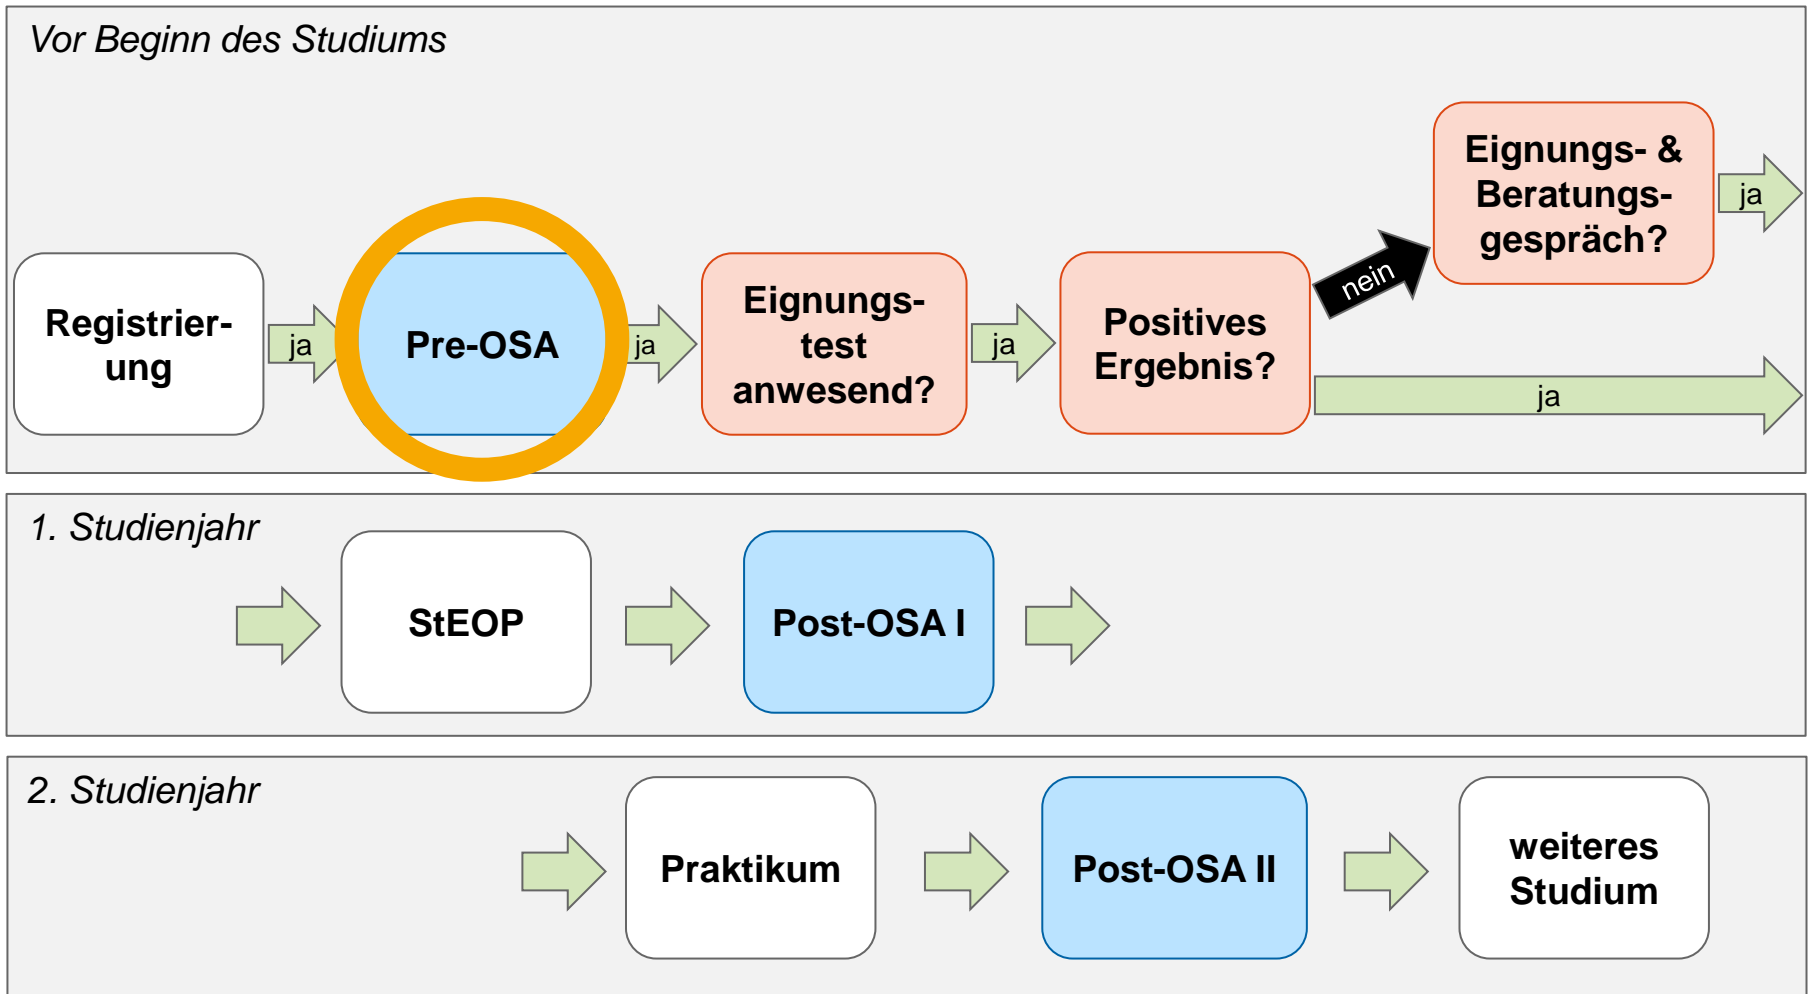 Vor Beginn des Studiums
Registrier-
ung
ja
Pre-OSA
ja
Eignungs-
test
anwesend?
ja
Positives
Ergebnis?
nein
Eignungs- &
Beratungs-
gespräch?
ja
ja
1. Studienjahr
StEOP
Post-OSA I
2. Studienjahr
Praktikum
Post-OSA II
weiteres
Studium